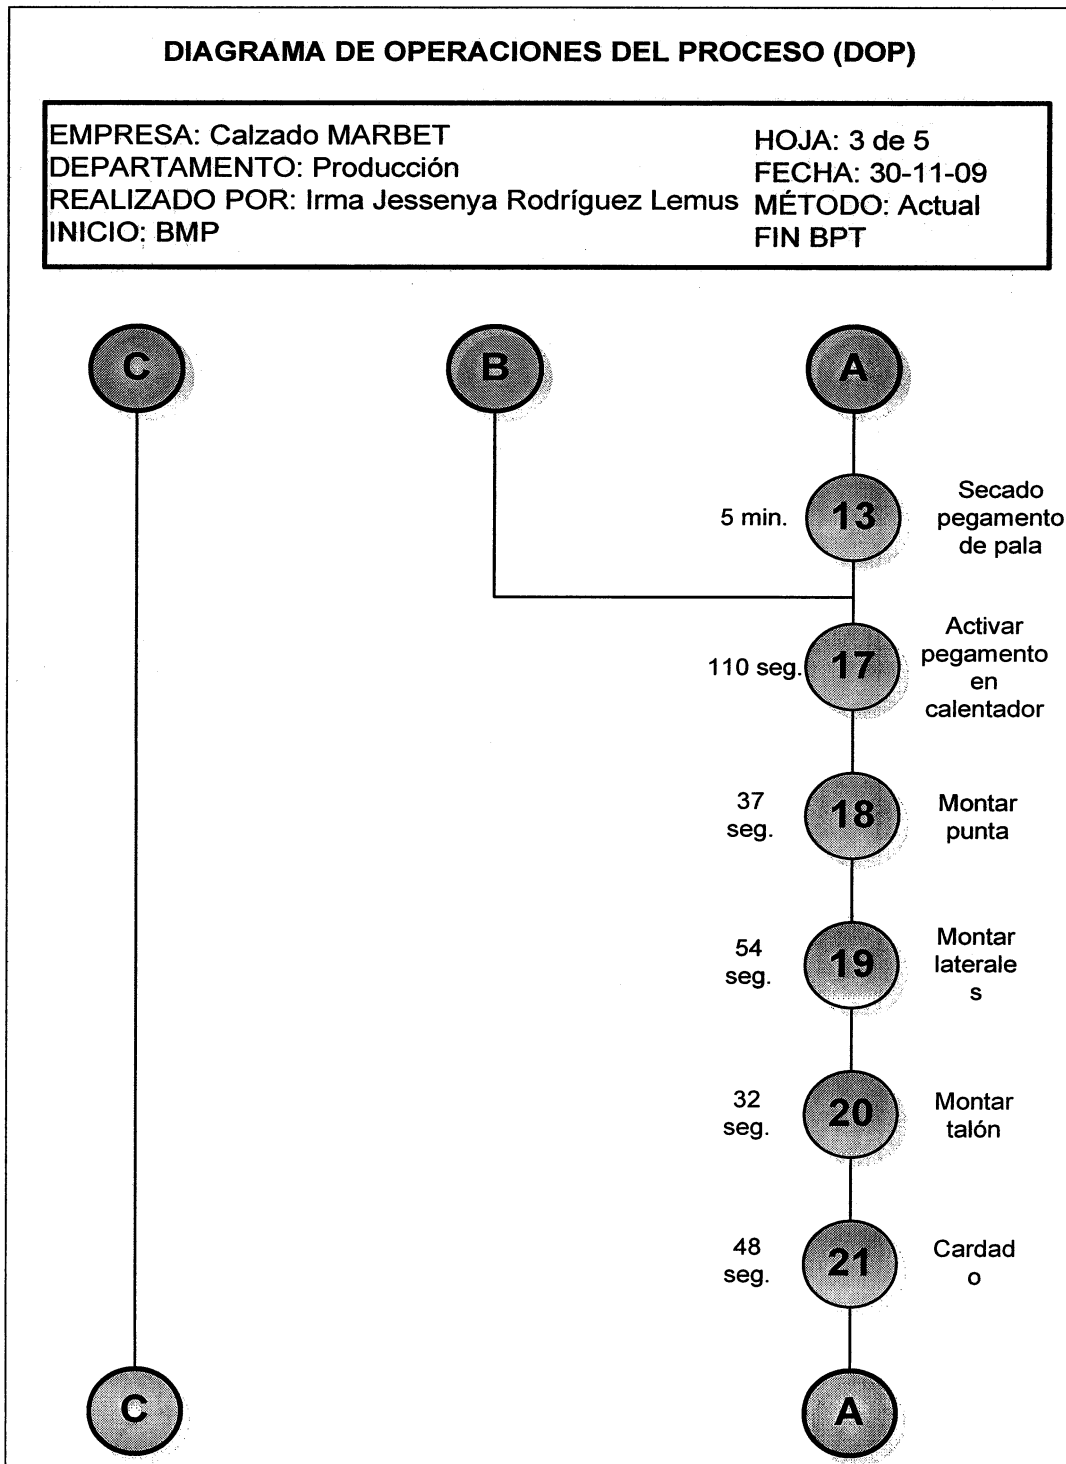 DIAGRAMA DE OPERACIONES DEL PROCESO (DOP)
EMPRESA: Calzado MARBET
DEPARTAMENTO: Producción
REALIZADO POR: Irma Jessenya Rodríguez Lemus
INICIO: BMP
HOJA: 3 de 5
FECHA: 30-11-09
MÉTODO: Actual
FIN BPT
C
B
A
5 min.
13
Secado
pegamento
de pala
110 seg.
17
Activar
pegamento
en
calentador
37
seg.
18
Montar
punta
54
seg.
19
Montar
laterale
s
32
seg.
20
Montar
talón
48
seg.
21
Cardad
o
C
A